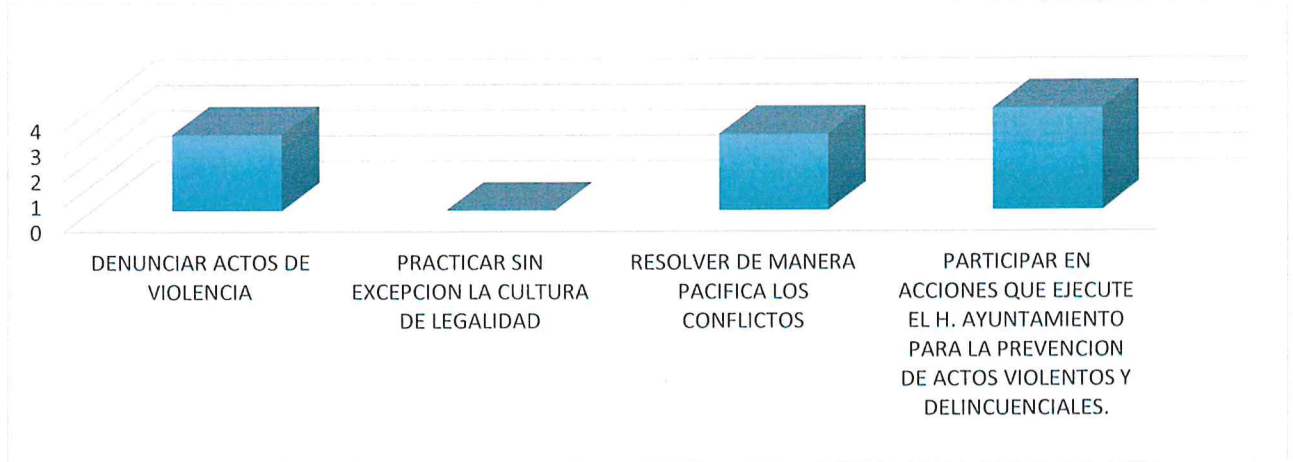 4
3
2
1
0
DENUNCIAR ACTOS DE
VIOLENCIA
PRACTICAR SIN
EXCEPCION LA CULTURA
DE LEGALIDAD
RESOLVER DE MANERA
PACIFICA LOS
CONFLICTOS
PARTICIPAR EN
ACCIONES QUE EJECUTE
EL H. AYUNTAMIENTO
PARA LA PREVENCION
DE ACTOS VIOLENTOS Y
DELINCUENCIALES.